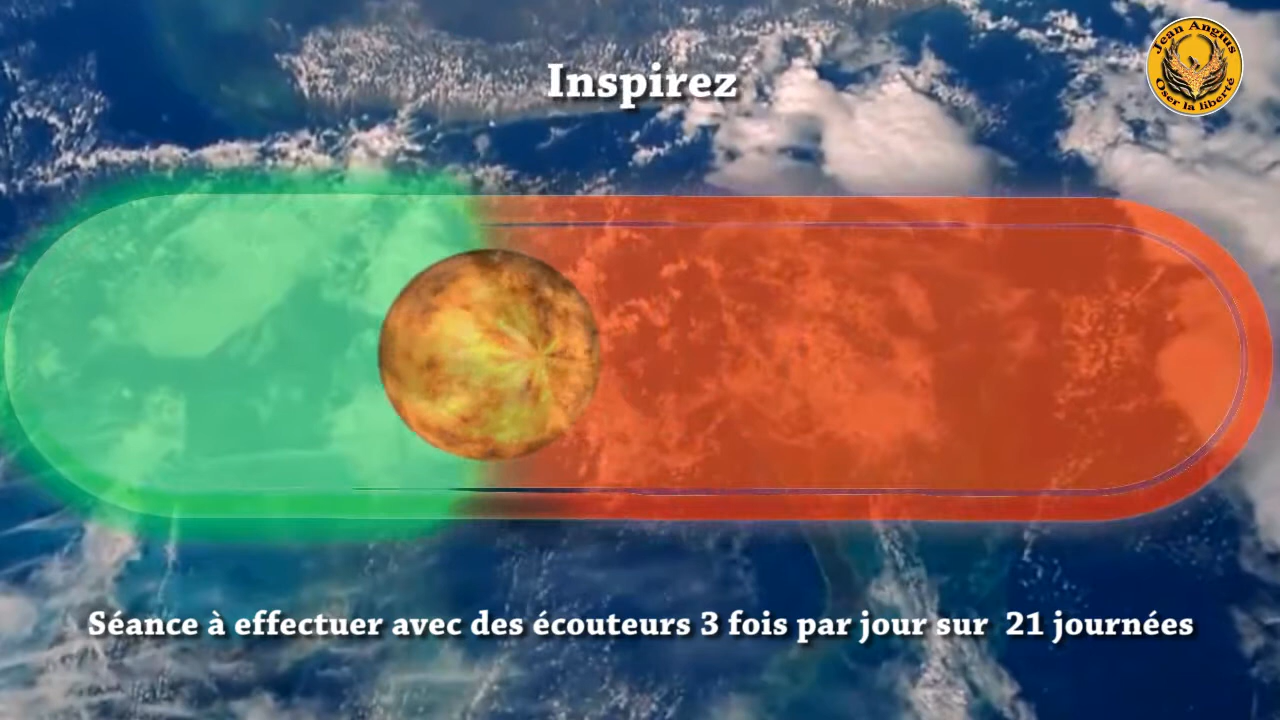 Inspirez
Jean Angius
Oser la liberté
Séance à effectuer avec des écouteurs 3 fois par jour sur 21 journées